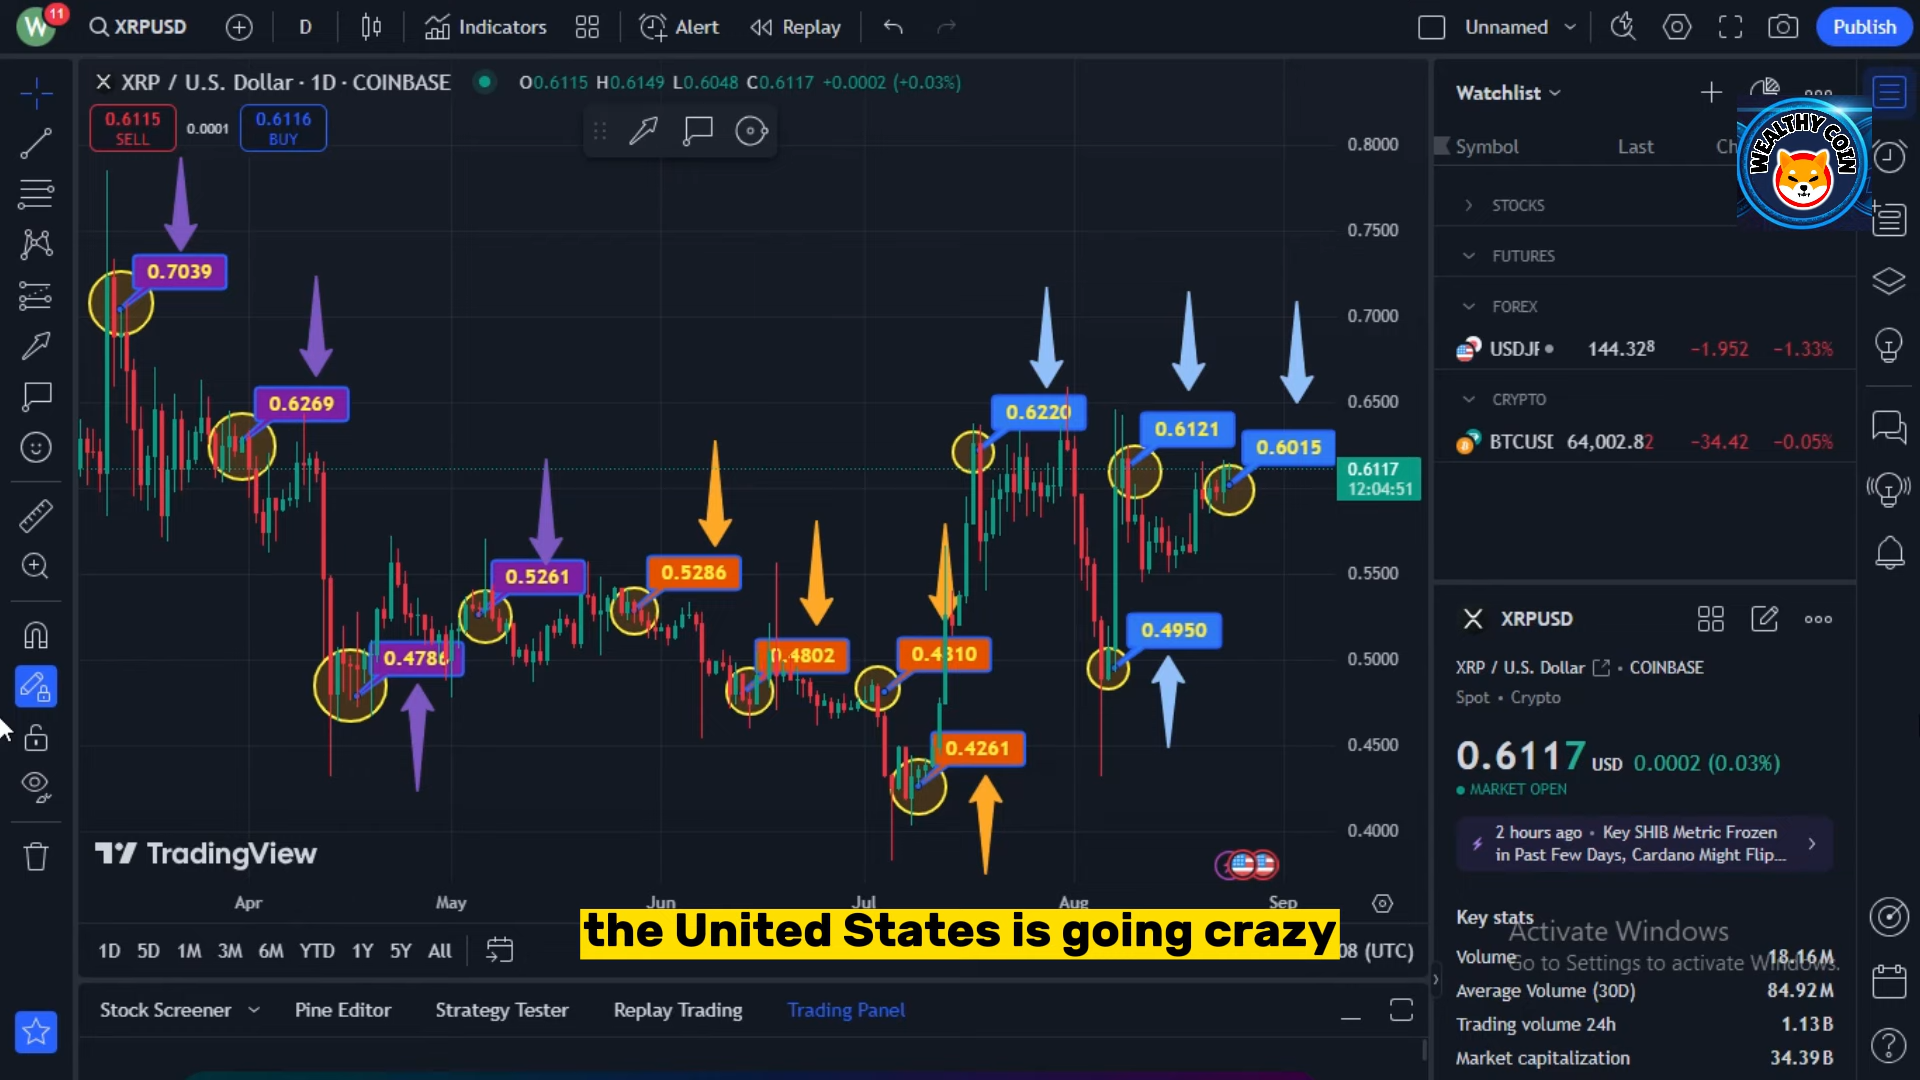 W 11 XRPUSD D Indicators Alert Replay Unnamed Publish
XRP / U.S. Dollar · 1D · COINBASE O0.6115 H0.6149 L0.6048 C0.6117 +0.0002 (+0.03%)
0.6115 SELL 0.0001 0.6116 BUY
0.8000
0.7500
0.7000
0.6500
0.6117
12:04:51
0.5500
0.5000
0.4500
0.4000
0.7039
0.6269
0.4786
0.5261
0.5286
0.4802
0.4310
0.4261
0.6220
0.6121
0.6015
0.4950
TradingView
Apr May Jun Jul Aug Sep
the United States is going crazy
1D 5D 1M 3M 6M YTD 1Y 5Y All 08 (UTC)
Stock Screener Pine Editor Strategy Tester Replay Trading Trading Panel
Watchlist
WEALTHY COIN
Symbol Last Ch
STOCKS
FUTURES
FOREX
USDJF 144.328 −1.952 −1.33%
CRYPTO
BTCUSD 64,002.82 −34.42 −0.05%
XRPUSD
XRP / U.S. Dollar • COINBASE
Spot • Crypto
0.6117 USD 0.0002 (0.03%)
MARKET OPEN
2 hours ago • Key SHIB Metric Frozen
in Past Few Days, Cardano Might Flip...
Key stats
Activate Windows
Go to Settings to activate Windows.
Volume 18.16M
Average Volume (30D) 84.92M
Trading volume 24h 1.13B
Market capitalization 34.39B